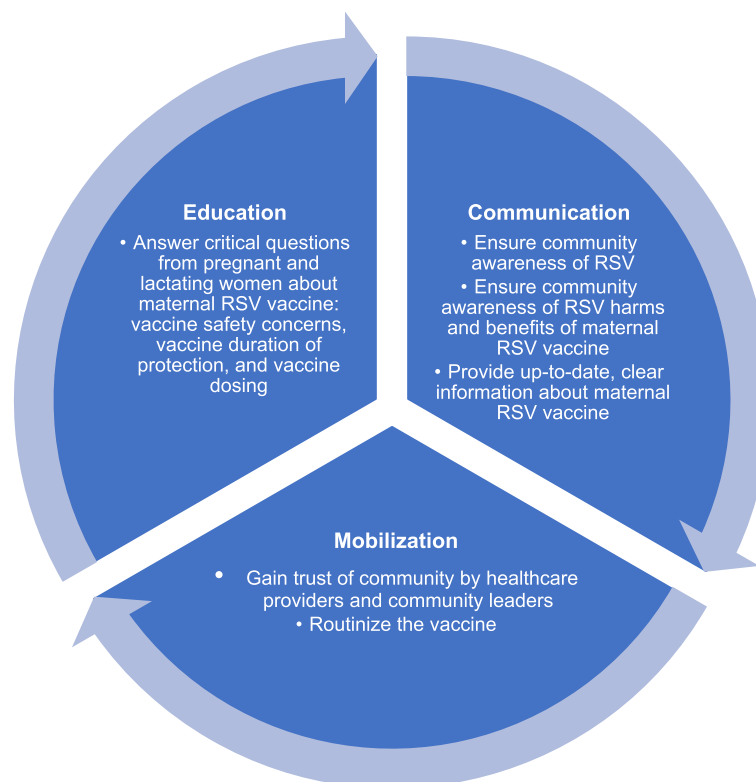 Education
• Answer critical questions
from pregnant and
lactating women about
maternal RSV vaccine:
vaccine safety concerns,
vaccine duration of
protection, and vaccine
dosing
Communication
• Ensure community
awareness of RSV
• Ensure community
awareness of RSV harms
and benefits of maternal
RSV vaccine
• Provide up-to-date, clear
information about maternal
RSV vaccine
Mobilization
• Gain trust of community by healthcare
providers and community leaders
• Routinize the vaccine